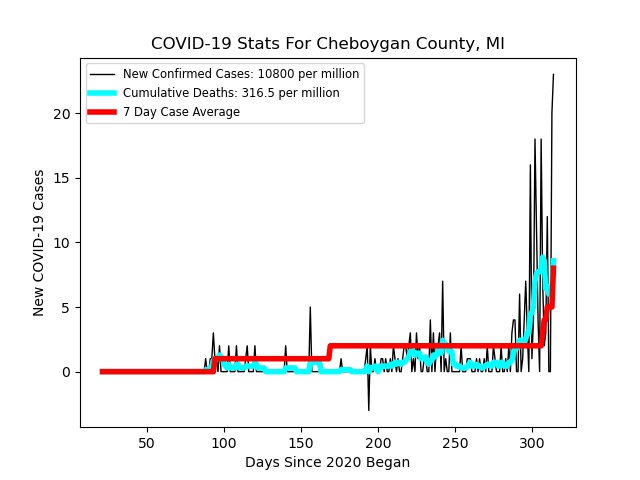 COVID-19 Stats For Cheboygan County, MI
New Confirmed Cases: 10800 per million
Cumulative Deaths: 316.5 per million
7 Day Case Average
New COVID-19 Cases
20
15
10
5
0
50 100 150 200 250 300
Days Since 2020 Began